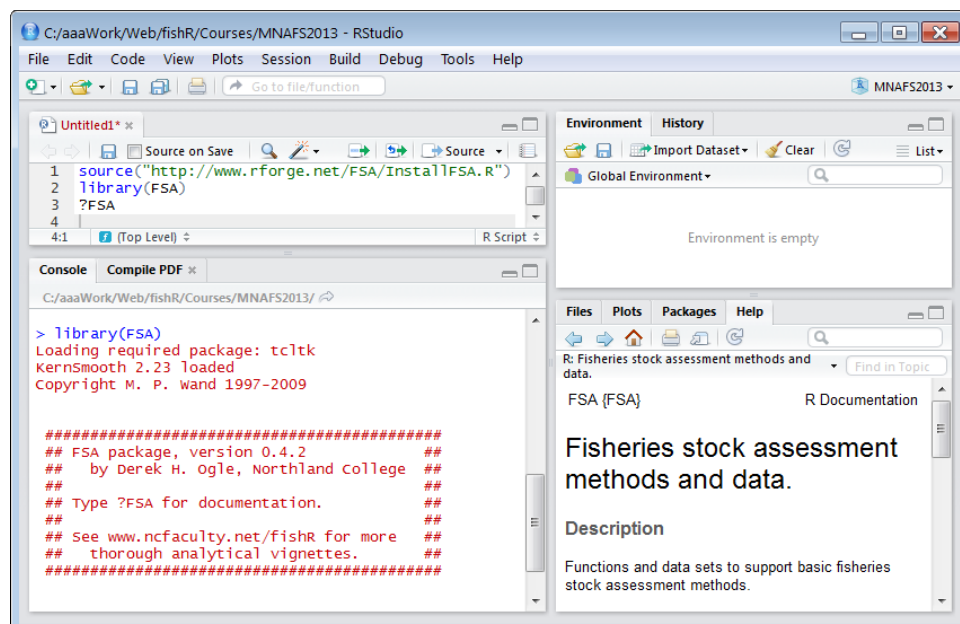 C:/aaaWork/Web/fishR/Courses/MNAFS2013 - RStudio
File Edit Code View Plots Session Build Debug Tools Help
Go to file/function
MNAFS2013
Untitled1*
Source on Save
Source
1 source("http://www.rforge.net/FSA/InstallFSA.R")
2 library(FSA)
3 ?FSA
4
4:1 (Top Level) R Script
Console Compile PDF
C:/aaaWork/Web/fishR/Courses/MNAFS2013/
> library(FSA)
Loading required package: tcltk
KernSmooth 2.23 loaded
Copyright M. P. Wand 1997-2009
############################################
## FSA package, version 0.4.2 ##
## by Derek H. Ogle, Northland College ##
## ##
## Type ?FSA for documentation. ##
## ##
## See www.ncfaculty.net/fishR for more ##
## thorough analytical vignettes. ##
############################################
Environment History
Import Dataset Clear List
Global Environment
Environment is empty
Files Plots Packages Help
R: Fisheries stock assessment methods and
data.
Find in Topic
FSA {FSA} R Documentation
Fisheries stock assessment
methods and data.
Description
Functions and data sets to support basic fisheries
stock assessment methods.